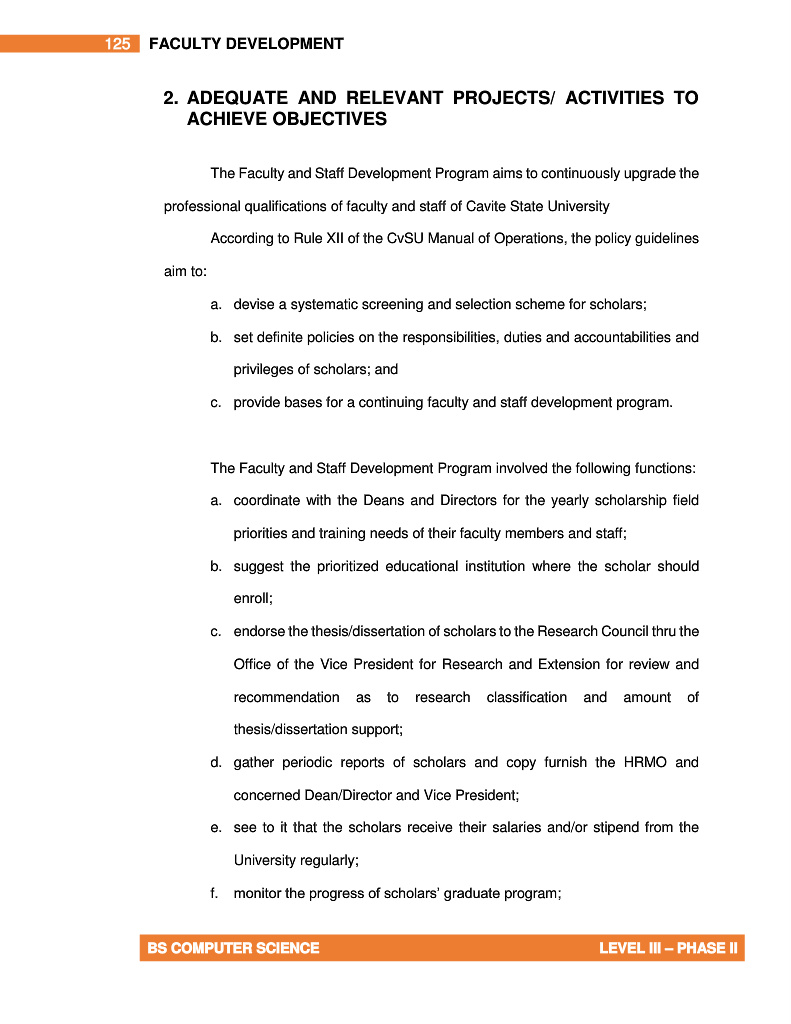 125 FACULTY DEVELOPMENT
2. ADEQUATE AND RELEVANT PROJECTS/ ACTIVITIES TO
ACHIEVE OBJECTIVES
The Faculty and Staff Development Program aims to continuously upgrade the
professional qualifications of faculty and staff of Cavite State University
According to Rule XII of the CvSU Manual of Operations, the policy guidelines
aim to:
a. devise a systematic screening and selection scheme for scholars;
b. set definite policies on the responsibilities, duties and accountabilities and
privileges of scholars; and
c. provide bases for a continuing faculty and staff development program.
The Faculty and Staff Development Program involved the following functions:
a. coordinate with the Deans and Directors for the yearly scholarship field
priorities and training needs of their faculty members and staff;
b. suggest the prioritized educational institution where the scholar should
enroll;
c. endorse the thesis/dissertation of scholars to the Research Council thru the
Office of the Vice President for Research and Extension for review and
recommendation as to research classification and amount of
thesis/dissertation support;
d. gather periodic reports of scholars and copy furnish the HRMO and
concerned Dean/Director and Vice President;
e. see to it that the scholars receive their salaries and/or stipend from the
University regularly;
f. monitor the progress of scholars' graduate program;
BS COMPUTER SCIENCE LEVEL III – PHASE II